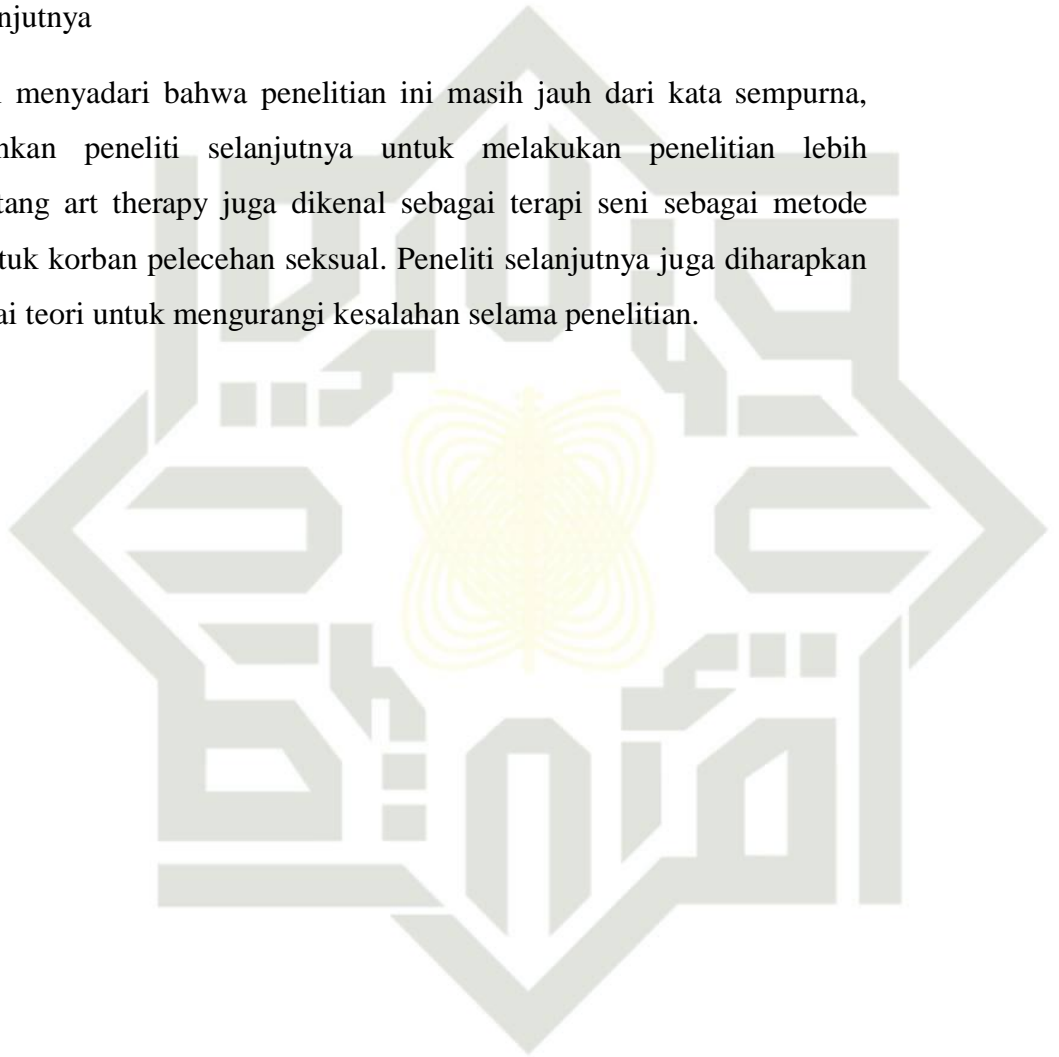 njutnya
menyadari bahwa penelitian ini masih jauh dari kata sempurna,
nkan peneliti selanjutnya untuk melakukan penelitian lebih
tang art therapy juga dikenal sebagai terapi seni sebagai metode
tuk korban pelecehan seksual. Peneliti selanjutnya juga diharapkan
ai teori untuk mengurangi kesalahan selama penelitian.